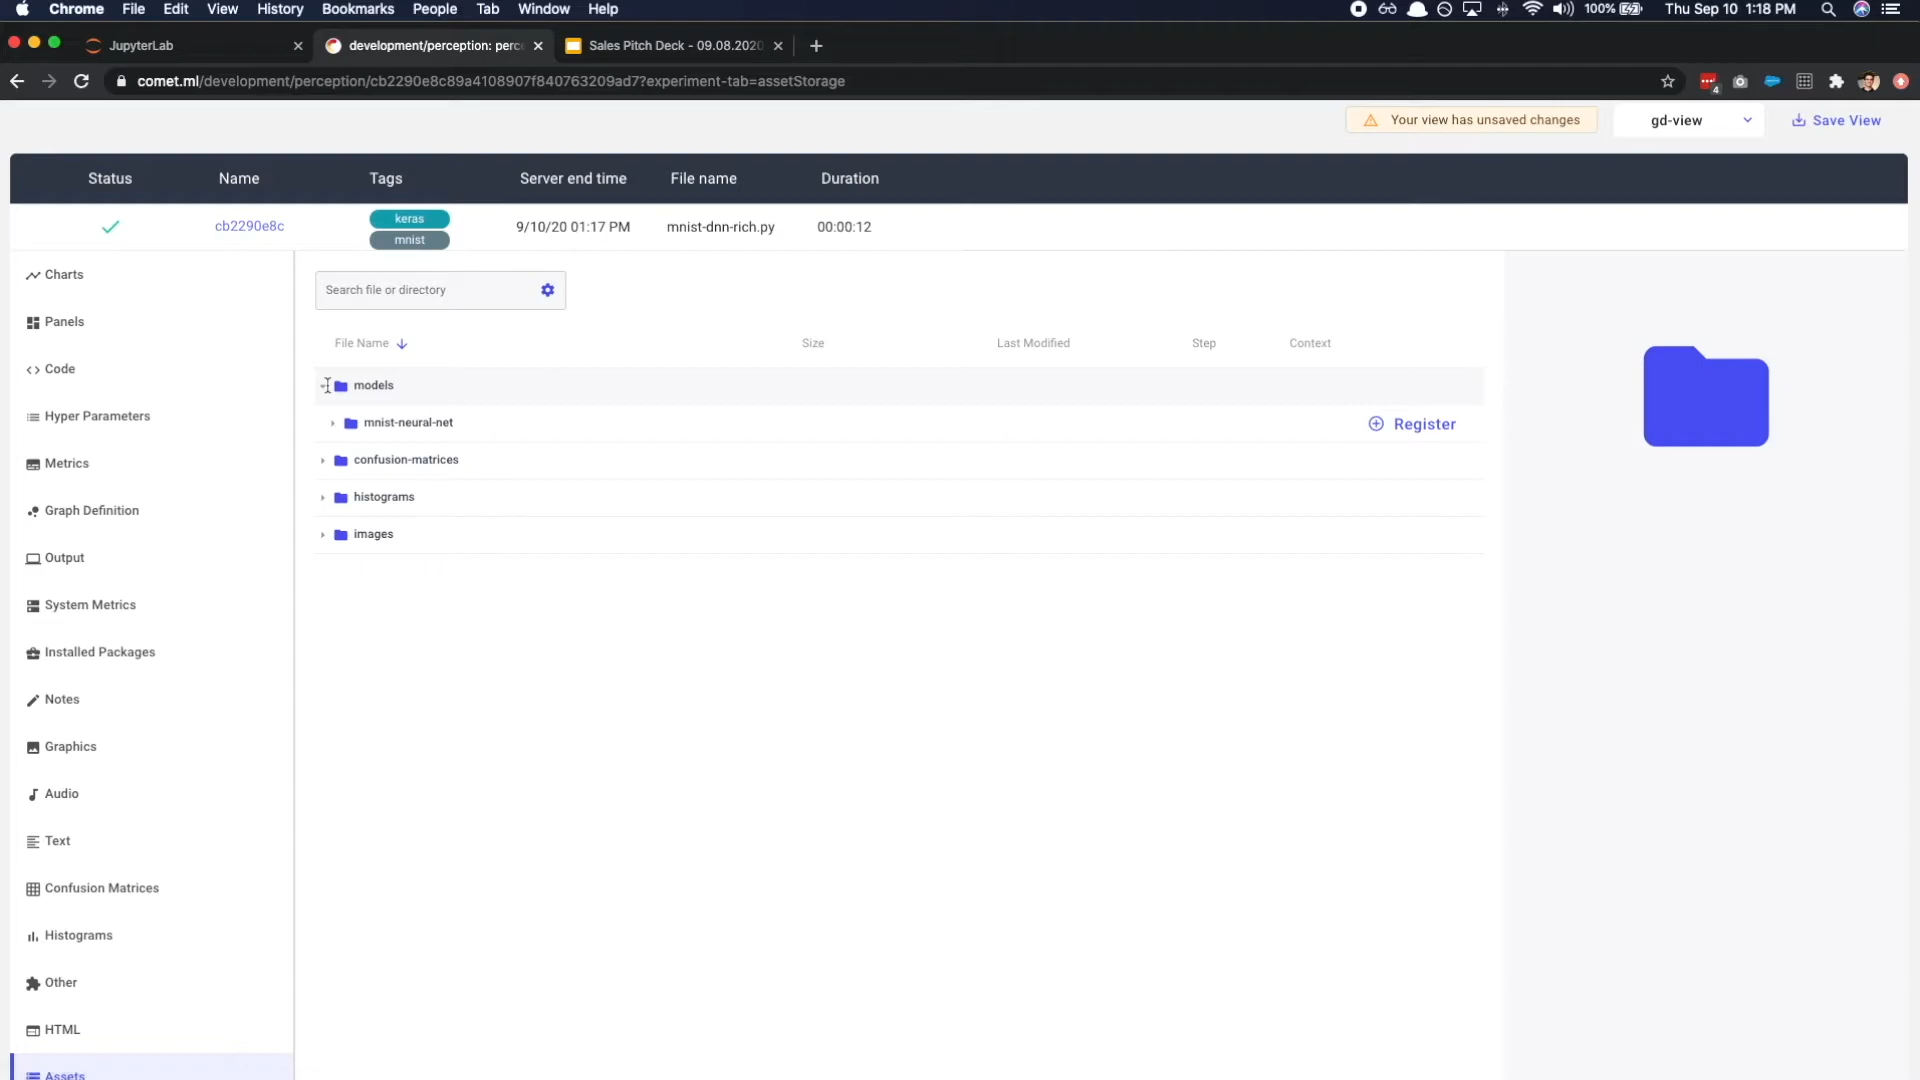 Chrome File Edit View History Bookmarks People Tab Window Help 100% Thu Sep 10 1:18 PM
JupyterLab development/perception: perc Sales Pitch Deck - 09.08.2020
comet.ml/development/perception/cb2290e8c89a4108907f840763209ad7?experiment-tab=assetStorage 4
Your view has unsaved changes gd-view Save View
Status Name Tags Server end time File name Duration
keras
cb2290e8c 9/10/20 01:17 PM mnist-dnn-rich.py 00:00:12
mnist
Charts
Panels
Code
Hyper Parameters
Metrics
Graph Definition
Output
System Metrics
Installed Packages
Notes
Graphics
Audio
Text
Confusion Matrices
Histograms
Other
HTML
Assets
Search file or directory
File Name Size Last Modified Step Context
models
mnist-neural-net Register
confusion-matrices
histograms
images